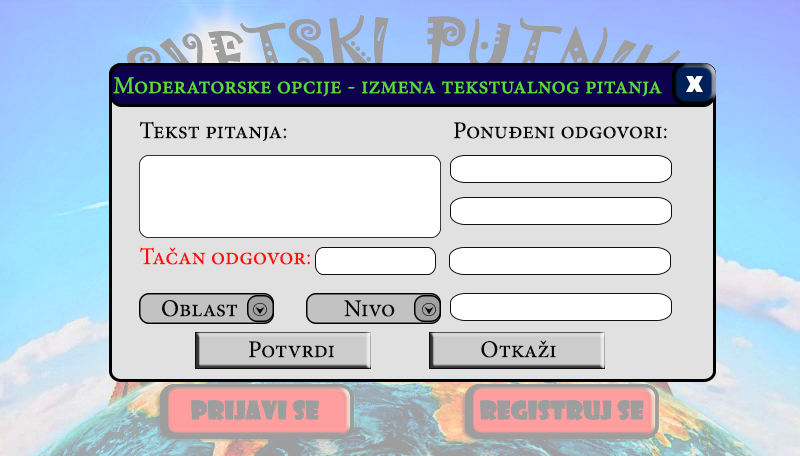 SVETSKI PUTNIK
Moderatorske opcije - izmena tekstualnog pitanja X
Tekst pitanja:
Ponuđeni odgovori:
Tačan odgovor:
Oblast
Nivo
Potvrdi
Otkaži
PRIJAVI SE
REGISTRUJ SE